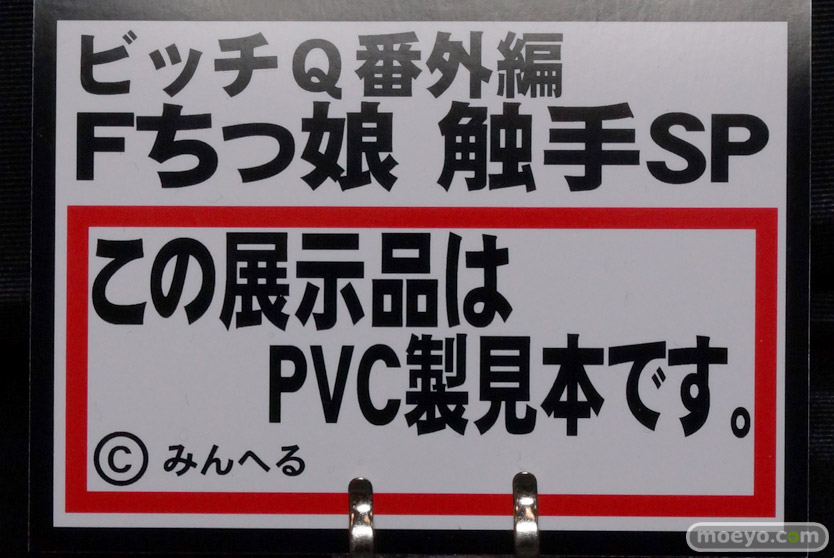 ビッチQ番外編
Fちっ娘 触手SP
この展示品は
PVC製見本です。
© みんへる
moeyo.com